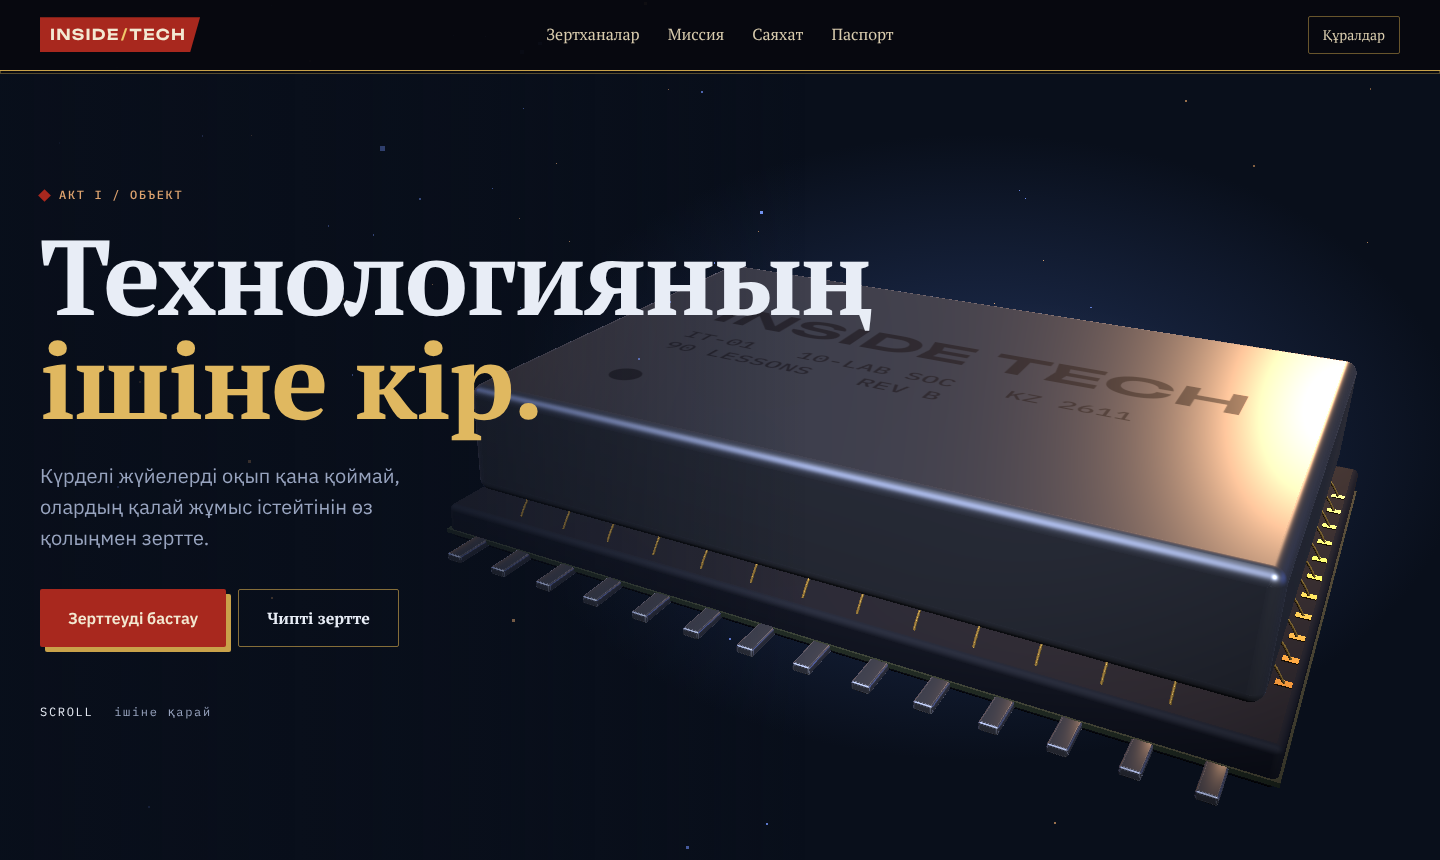 INSIDE/TECH
Зертханалар Миссия Саяхат Паспорт
Құралдар
АКТ I / ОБЪЕКТ
Технологияның
ішіне кір.
Күрделі жүйелерді оқып қана қоймай,
олардың қалай жұмыс істейтінін өз
қолыңмен зертте.
Зерттеуді бастау
Чипті зертте
SCROLL ішіне қарай
INSIDE TECH
IT-01 10-LAB SOC KZ 2611
90 LESSONS REV B